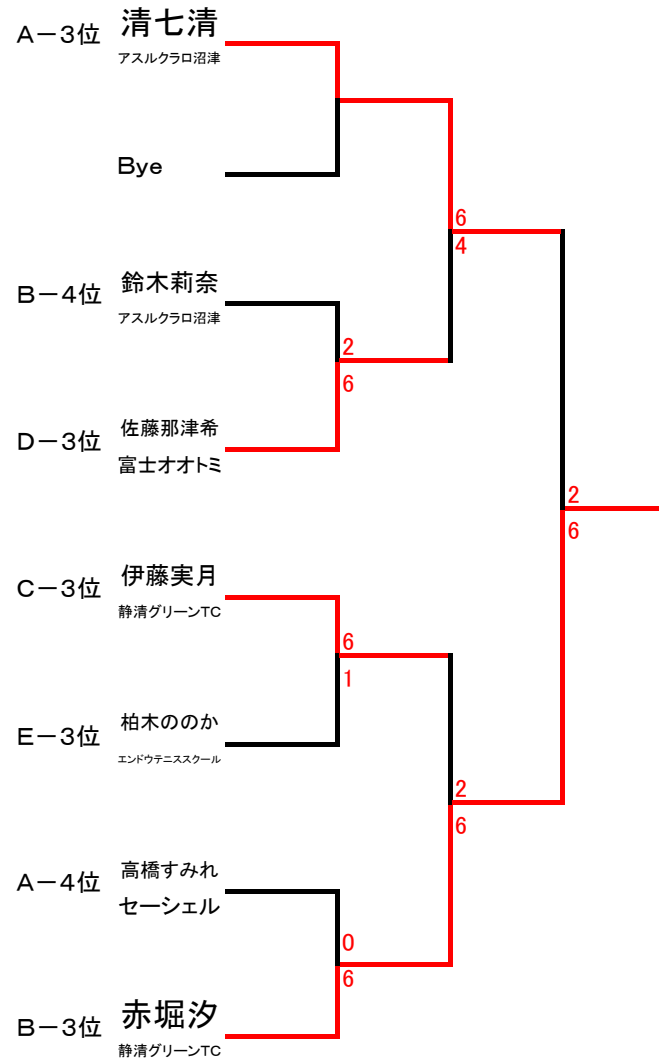 A－3位 清七清
アスルクラロ沼津
Bye
6
4
B－4位 鈴木莉奈
アスルクラロ沼津
2
6
D－3位 佐藤那津希
富士オオトミ
2
6
C－3位 伊藤実月
静清グリーンTC
6
1
E－3位 柏木ののか
エンドウテニススクール
2
6
A－4位 高橋すみれ
セーシェル
0
6
B－3位 赤堀汐
静清グリーンTC